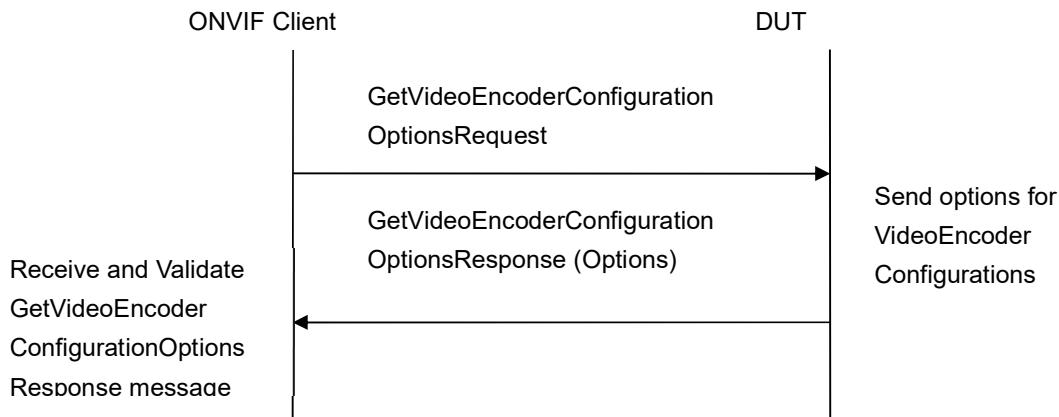 ONVIF Client
DUT
GetVideoEncoderConfiguration
OptionsRequest
Send options for
VideoEncoder
Configurations
GetVideoEncoderConfiguration
OptionsResponse (Options)
Receive and Validate
GetVideoEncoder
ConfigurationOptions
Response message